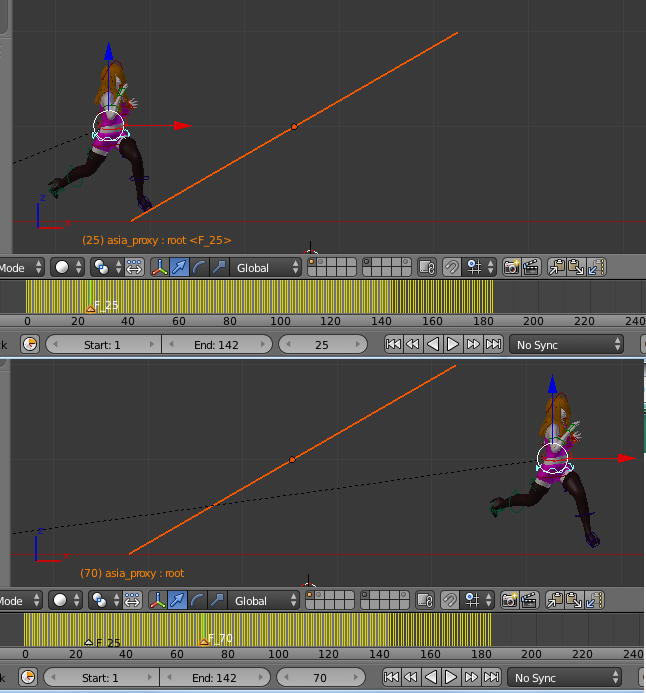 z
x
(25) asia_proxy : root <F_25>
Mode Global
F_25
0 20 40 60 80 100 120 140 160 180 200 220 240
Start: 1 End: 142 25 No Sync
z
x
(70) asia_proxy : root
Mode Global
F_25 F_70
0 20 40 60 80 100 120 140 160 180 200 220 240
Start: 1 End: 142 70 No Sync